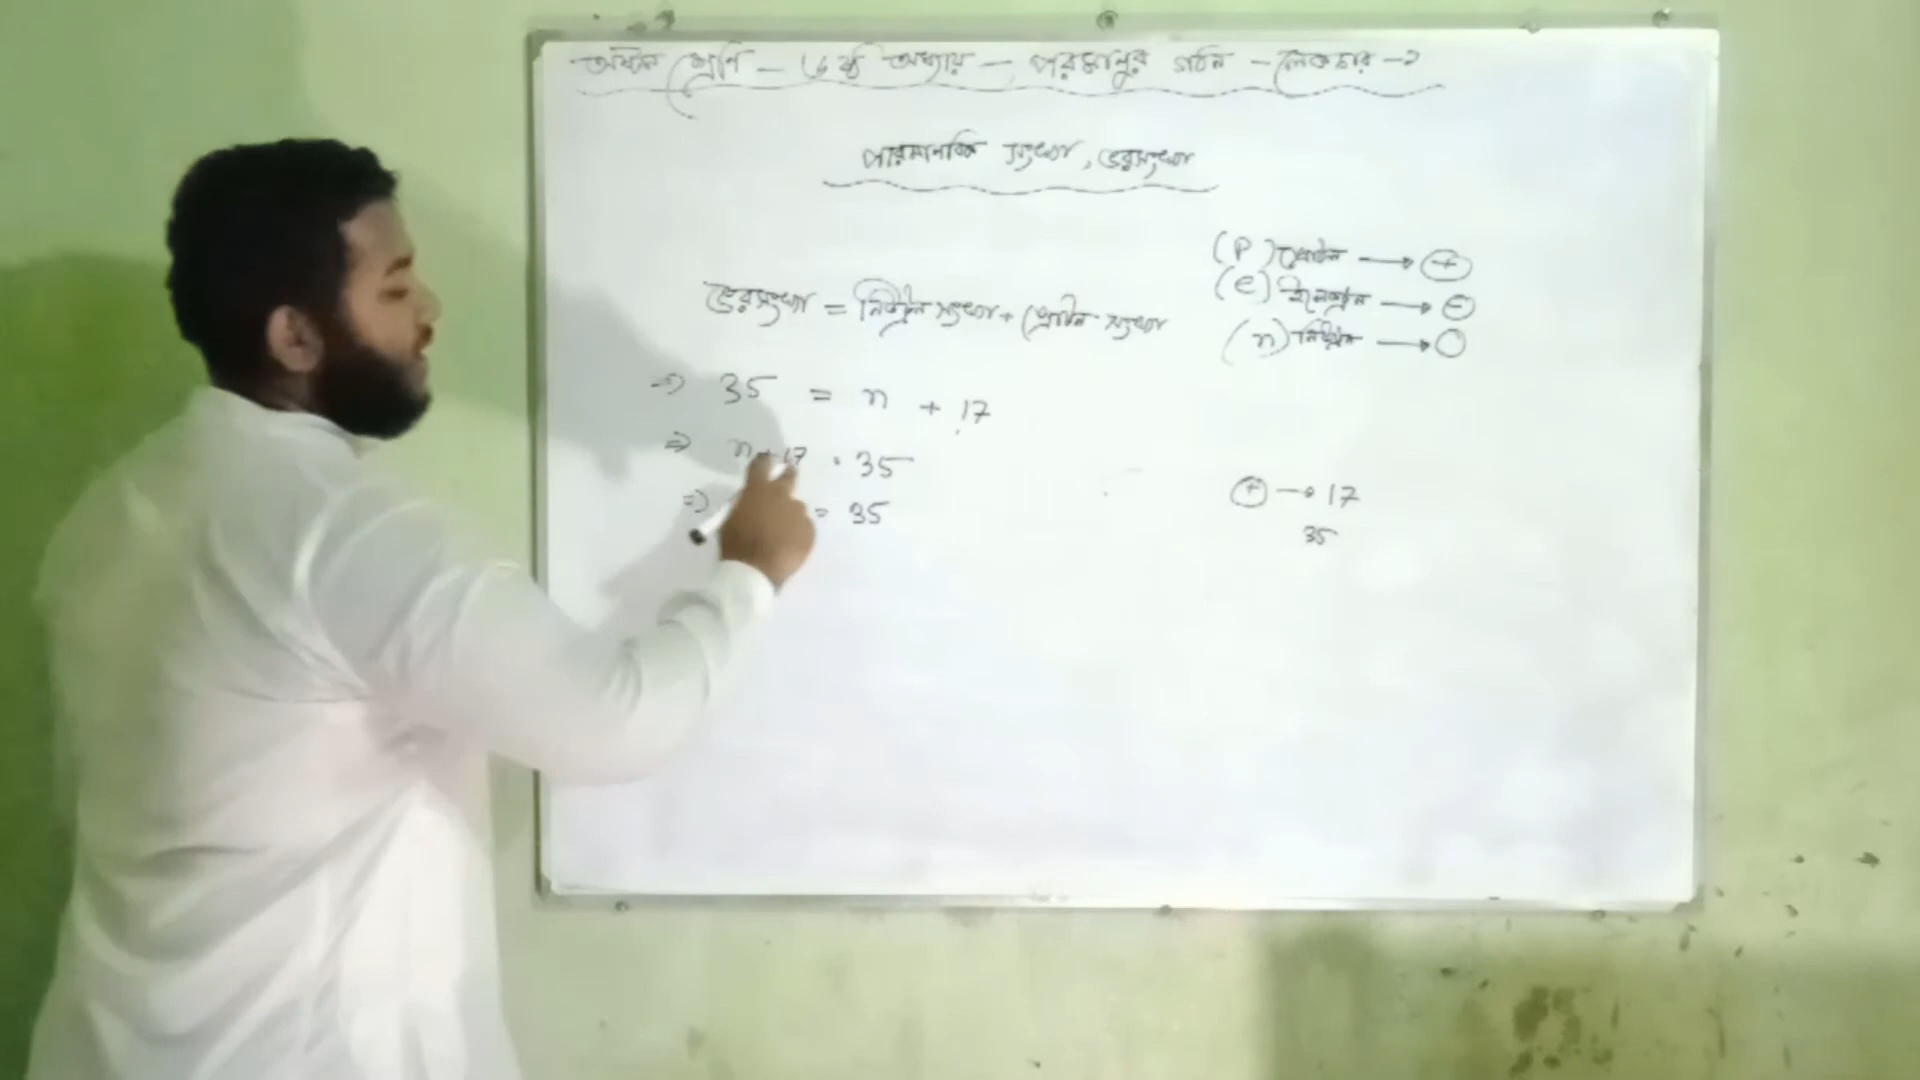 অষ্টম শ্রেণি – ৬ষ্ঠ অধ্যায় – পরমাণুর গঠন – লেকচার - ২
পারমাণবিক সংখ্যা, ভরসংখ্যা
(P) প্রোটন → +
(e) ইলেকট্রন → -
(n) নিউট্রন →
ভরসংখ্যা = নিউট্রন সংখ্যা + প্রোটন সংখ্যা
⇒ 35 = n + 17
⇒ n + 17 = 35
⇒ = 35
+ → 17
35